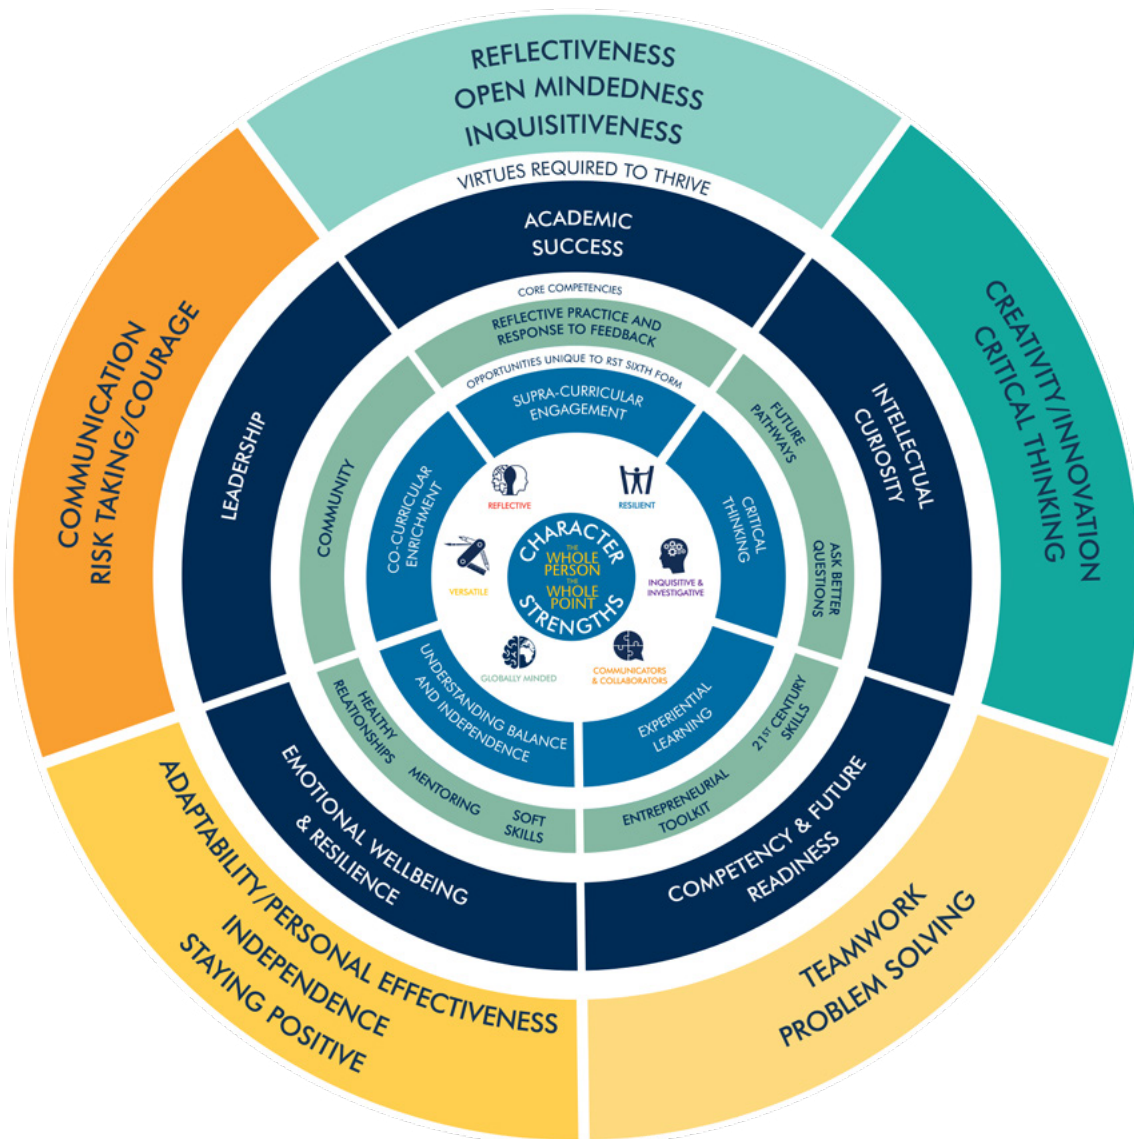 REFLECTIVENESS
OPEN MINDEDNESS
INQUISITIVENESS
VIRTUES REQUIRED TO THRIVE
ACADEMIC
SUCCESS
CORE COMPETENCIES
REFLECTIVE PRACTICE AND
RESPONSE TO FEEDBACK
OPPORTUNITIES UNIQUE TO RST SIXTH FORM
SUPRA-CURRICULAR
ENGAGEMENT
CREATIVITY/INNOVATION
CRITICAL THINKING
INTELLECTUAL
CURIOSITY
FUTURE
PATHWAYS
ASK BETTER
QUESTIONS
CRITICAL
THINKING
TEAMWORK
PROBLEM SOLVING
COMPETENCY & FUTURE
READINESS
21ST CENTURY
SKILLS
ENTREPRENEURIAL
TOOLKIT
EXPERIENTIAL
LEARNING
ADAPTABILITY/PERSONAL EFFECTIVENESS
INDEPENDENCE
STAYING POSITIVE
EMOTIONAL WELLBEING
& RESILIENCE
HEALTHY
RELATIONSHIPS
MENTORING
SOFT
SKILLS
UNDERSTANDING BALANCE
AND INDEPENDENCE
COMMUNICATION
RISK TAKING/COURAGE
LEADERSHIP
COMMUNITY
CO-CURRICULAR
ENRICHMENT
REFLECTIVE
RESILIENT
VERSATILE
INQUISITIVE &
INVESTIGATIVE
GLOBALLY MINDED
COMMUNICATORS
& COLLABORATORS
CHARACTER
THE
WHOLE
PERSON
THE
WHOLE
POINT
STRENGTHS